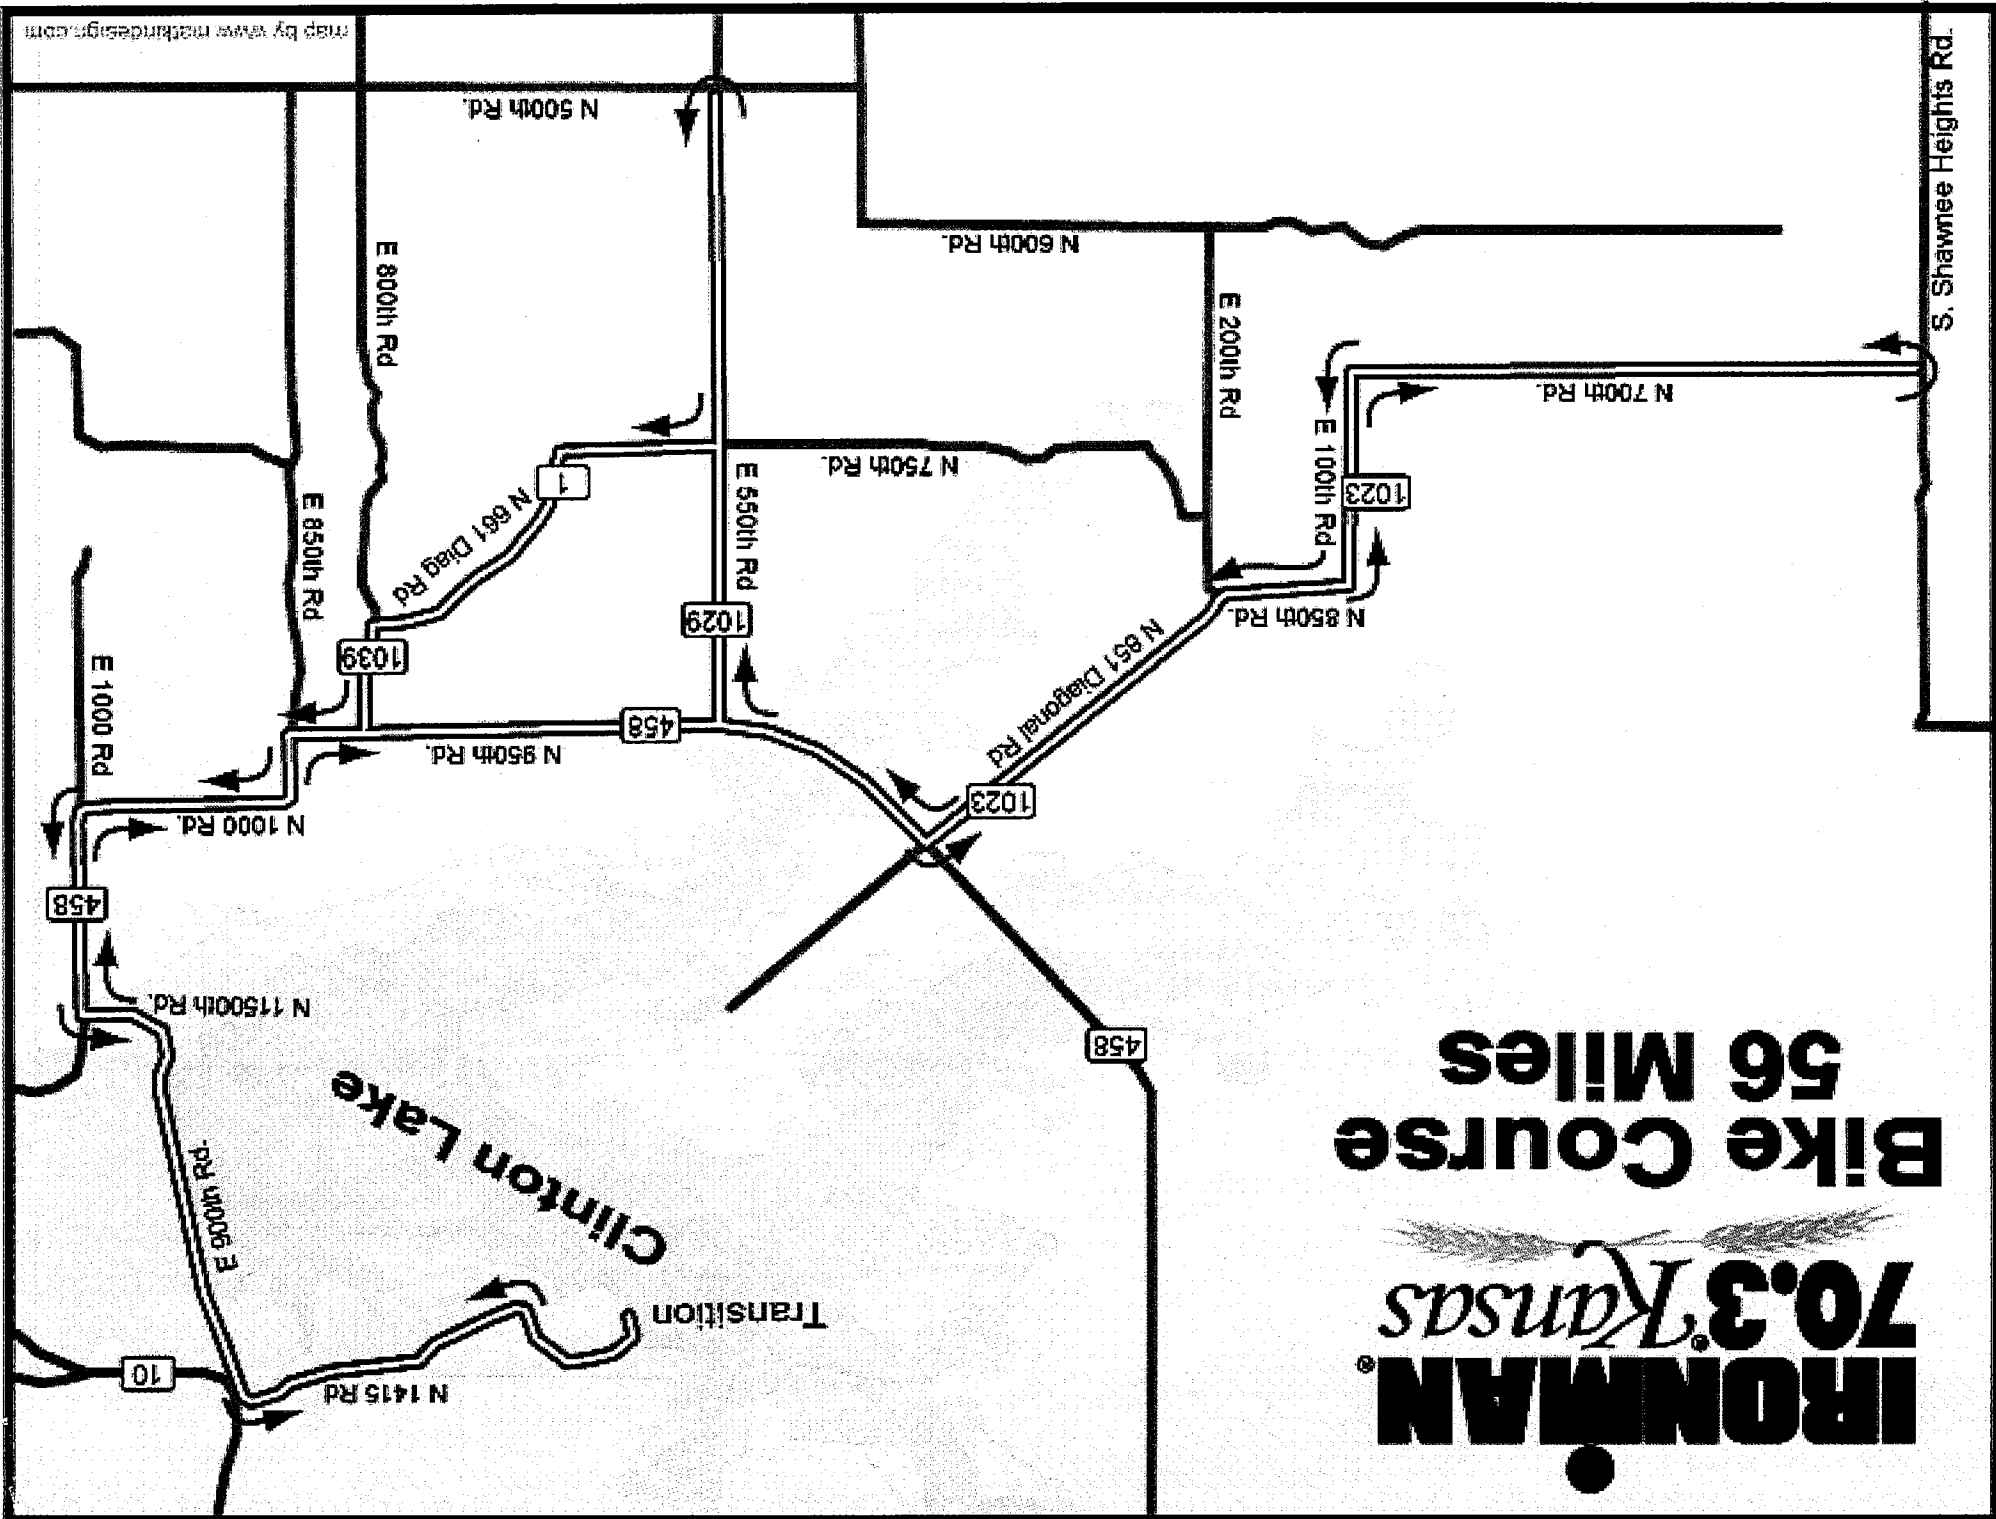 IRONMAN®
70.3® Kansas
Bike Course
56 Miles
Transition
N 1415 Rd
10
Clinton Lake
E 900th Rd.
458
N 11500th Rd.
458
N 1000 Rd.
E 1000 Rd
1023
N 851 Diagonal Rd
458
N 950th Rd.
1039
E 850th Rd
N 850th Rd.
1029
E 550th Rd
N 661 Diag Rd
1
1023
E 100th Rd
N 750th Rd.
N 700th Rd.
E 200th Rd
E 800th Rd
S. Shawnee Heights Rd.
N 600th Rd.
N 500th Rd.
map by www.matkindesign.com